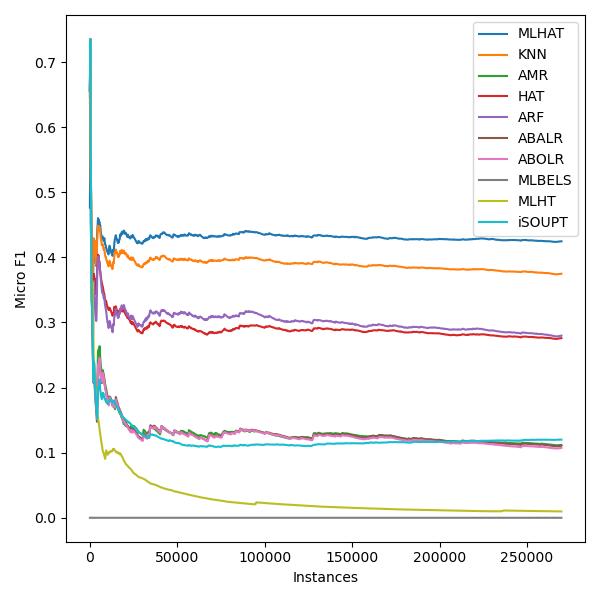 MLHAT
KNN
AMR
HAT
ARF
ABALR
ABOLR
MLBELS
MLHT
iSOUPT
Micro F1
0.7
0.6
0.5
0.4
0.3
0.2
0.1
0.0
0 50000 100000 150000 200000 250000
Instances